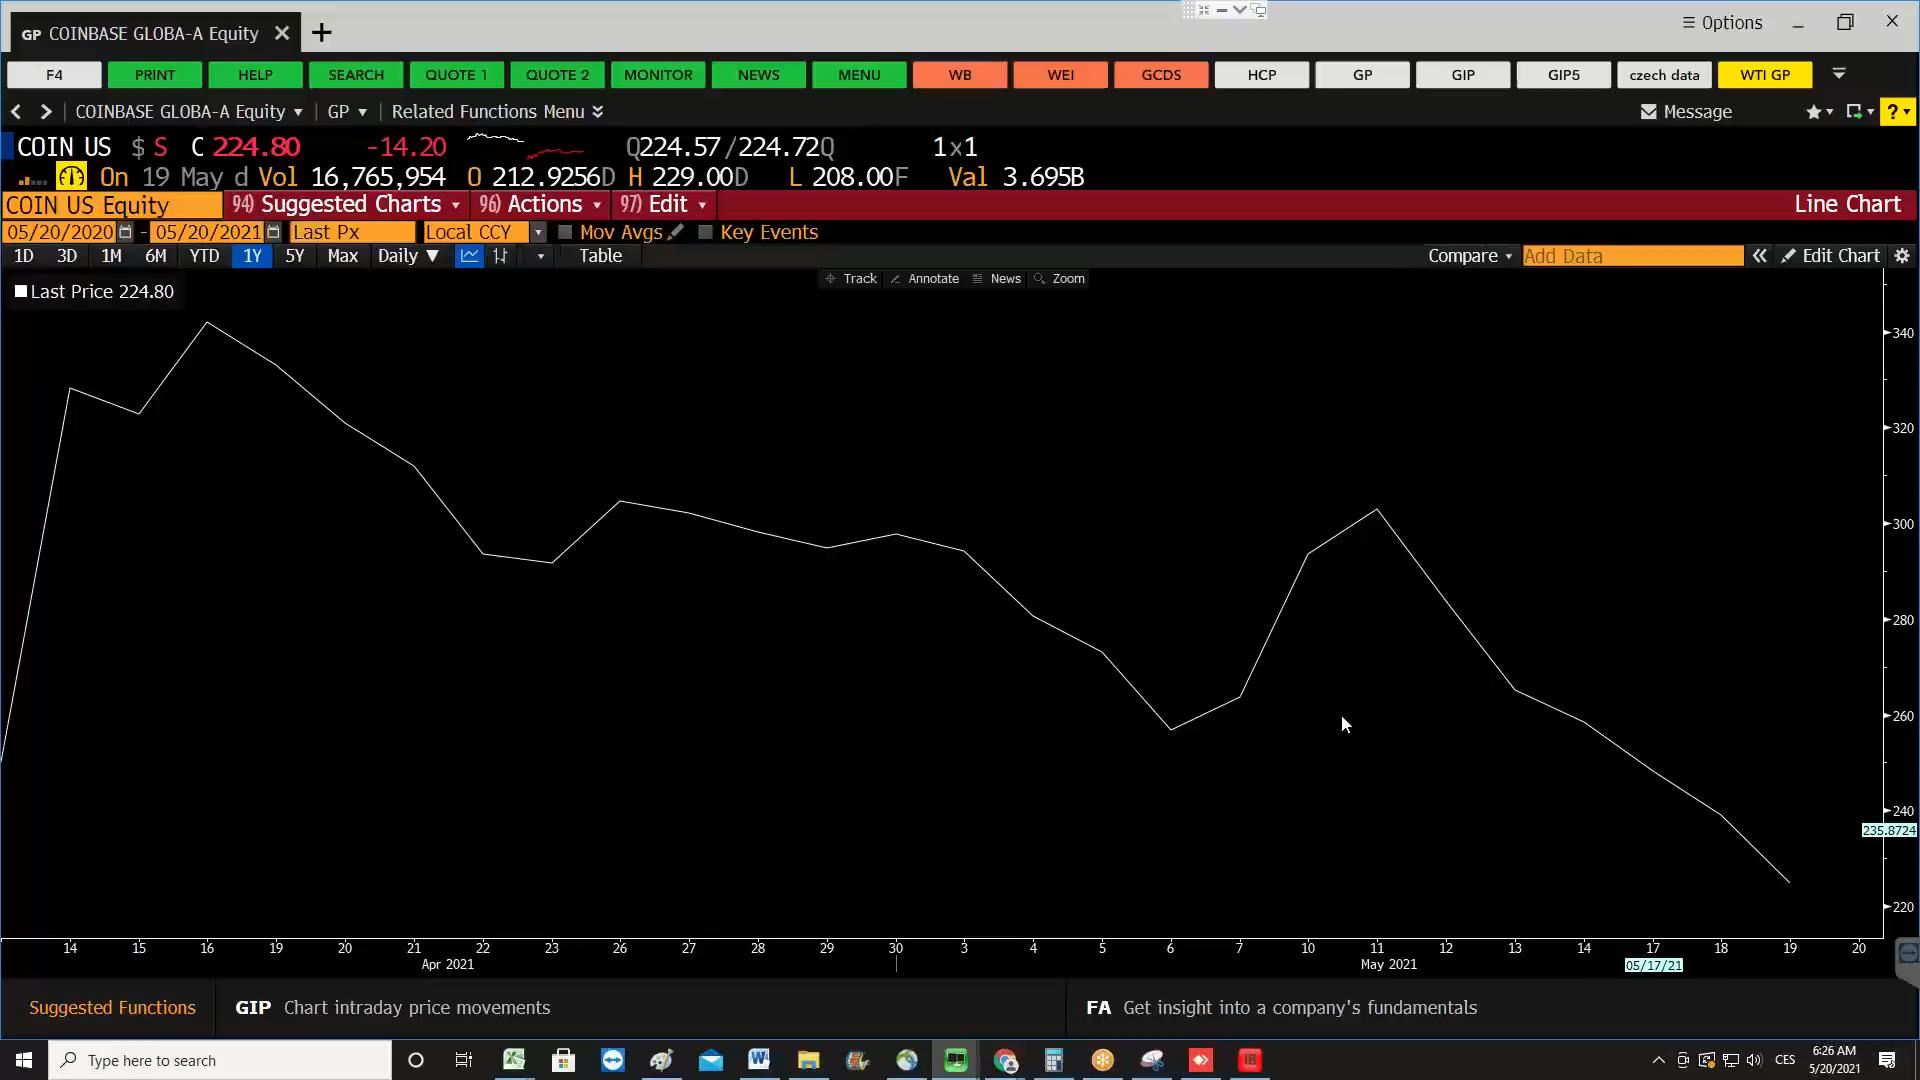 GP COINBASE GLOBA-A Equity
Options
F4 PRINT HELP SEARCH QUOTE 1 QUOTE 2 MONITOR NEWS MENU WB WEI GCDS HCP GP GIP GIP5 czech data WTI GP
COINBASE GLOBA-A Equity GP Related Functions Menu Message ?
COIN US $ S C 224.80 -14.20 Q224.57/224.72Q 1x1
On 19 May d Vol 16,765,954 O 212.9256D H 229.00D L 208.00F Val 3.695B
COIN US Equity 94) Suggested Charts 96) Actions 97) Edit Line Chart
05/20/2020 - 05/20/2021 Last Px Local CCY Mov Avgs Key Events
1D 3D 1M 6M YTD 1Y 5Y Max Daily Table Compare Add Data Edit Chart
Track Annotate News Zoom
Last Price 224.80
340
320
300
280
260
240
235.8724
220
14 15 16 19 20 21 22 23 26 27 28 29 30 3 4 5 6 7 10 11 12 13 14 17 18 19 20
Apr 2021 May 2021 05/17/21
Suggested Functions GIP Chart intraday price movements FA Get insight into a company's fundamentals
Type here to search
CES
6:26 AM
5/20/2021